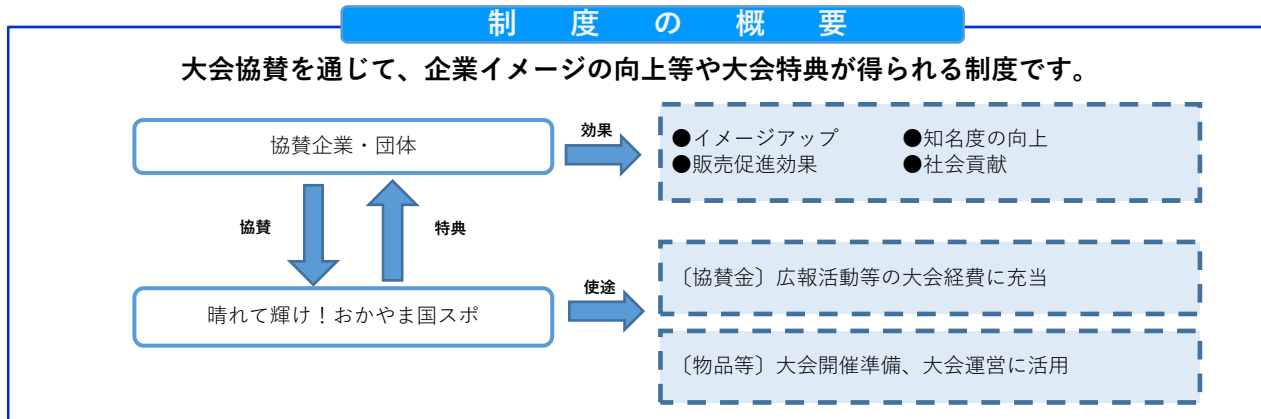 制度の概要
大会協賛を通じて、企業イメージの向上等や大会特典が得られる制度です。
協賛企業・団体
効果
●イメージアップ ●知名度の向上
●販売促進効果 ●社会貢献
協賛
特典
晴れて輝け！おかやま国スポ
使途
〔協賛金〕広報活動等の大会経費に充当
〔物品等〕大会開催準備、大会運営に活用